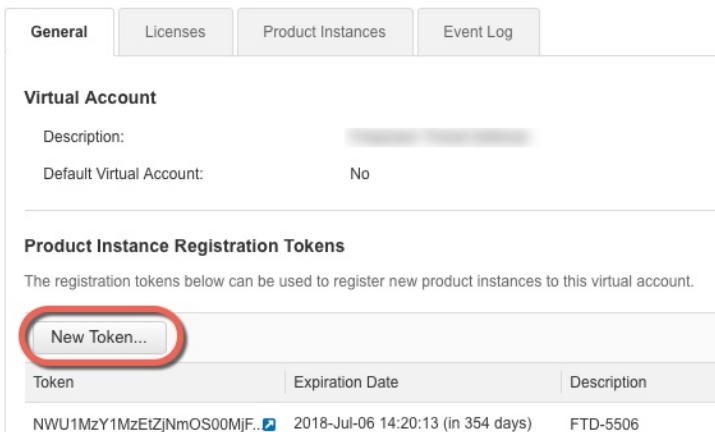 General Licenses Product Instances Event Log
Virtual Account
Description:
Default Virtual Account: No
Product Instance Registration Tokens
The registration tokens below can be used to register new product instances to this virtual account.
New Token...
Token Expiration Date Description
NWU1MzY1MzEtZjNmOS00MjF.. 2018-Jul-06 14:20:13 (in 354 days) FTD-5506